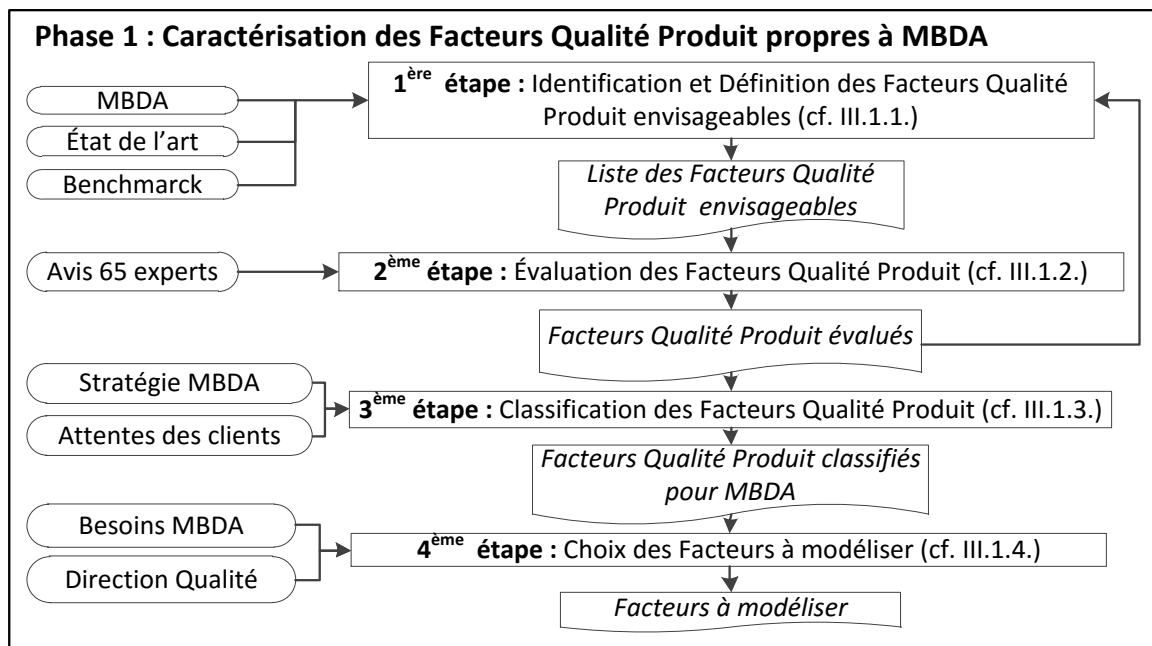 Phase 1 : Caractérisation des Facteurs Qualité Produit propres à MBDA
MBDA
État de l’art
Benchmarck
1ère étape : Identification et Définition des Facteurs Qualité
Produit envisageables (cf. III.1.1.)
Liste des Facteurs Qualité
Produit envisageables
Avis 65 experts
2ème étape : Évaluation des Facteurs Qualité Produit (cf. III.1.2.)
Facteurs Qualité Produit évalués
Stratégie MBDA
Attentes des clients
3ème étape : Classification des Facteurs Qualité Produit (cf. III.1.3.)
Facteurs Qualité Produit classifiés
pour MBDA
Besoins MBDA
Direction Qualité
4ème étape : Choix des Facteurs à modéliser (cf. III.1.4.)
Facteurs à modéliser